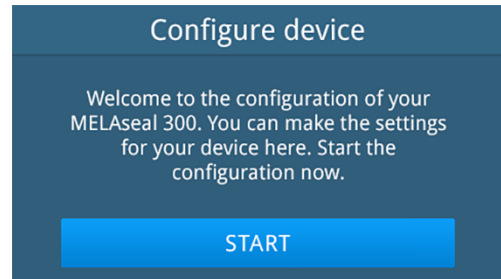 Configure device
Welcome to the configuration of your
MELAseal 300. You can make the settings
for your device here. Start the
configuration now.
START